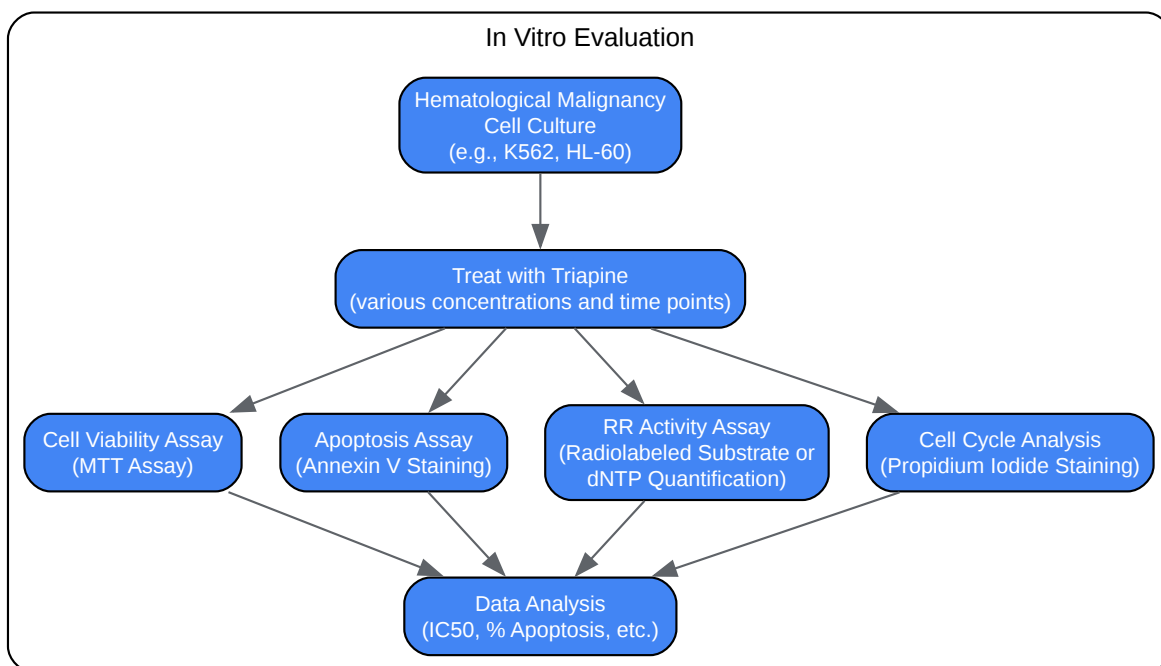 In Vitro Evaluation
Hematological Malignancy
Cell Culture
(e.g., K562, HL-60)
Treat with Triapine
(various concentrations and time points)
Cell Viability Assay
(MTT Assay)
Apoptosis Assay
(Annexin V Staining)
RR Activity Assay
(Radiolabeled Substrate or
dNTP Quantification)
Cell Cycle Analysis
(Propidium Iodide Staining)
Data Analysis
(IC50, % Apoptosis, etc.)